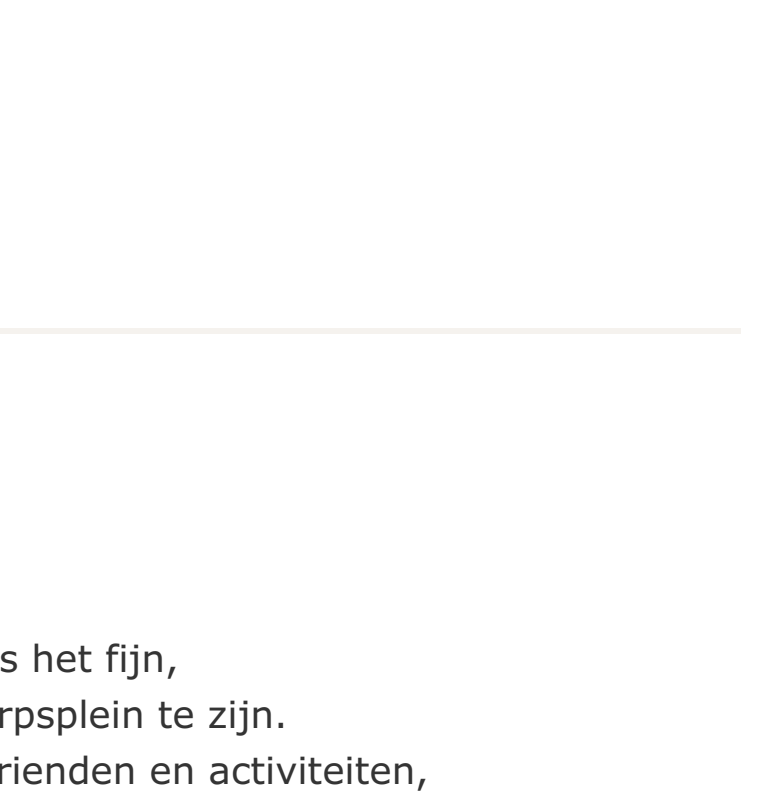 s het fijn,
rpsplein te zijn.
rienden en activiteiten,